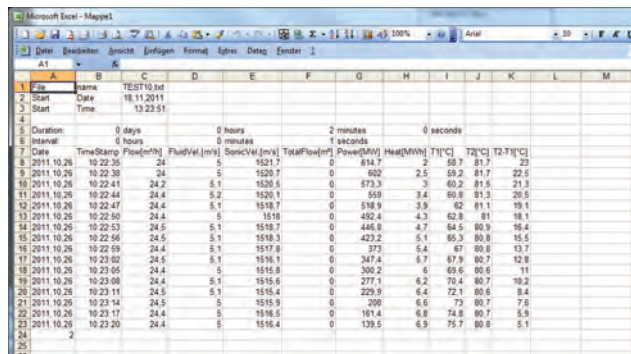 Microsoft Excel - Mappe1
100% Arial 10 F K
Datei Bearbeiten Ansicht Einfügen Format Extras Daten Fenster ?
A1 fx
A B C D E F G H I J K L M
1 File name: TEST10.txt
2 Start Date: 18.11.2011
3 Start Time: 13:23:51
4
5 Duration: 0 days 0 hours 2 minutes 0 seconds
6 Interval: 0 hours 0 minutes 1 seconds
7 Date TimeStamp Flow[m³/h] FluidVel.[m/s] SonicVel.[m/s] TotalFlow[m³] Power[MW] Heat[MWh] T1[°C] T2[°C] T2-T1[°C]
8 2011.10.26 10:22:35 24 5 1521,7 0 614,7 2 58,7 81,7 23
9 2011.10.26 10:22:38 24 5 1520,7 0 602 2,5 59,2 81,7 22,5
10 2011.10.26 10:22:41 24,2 5,1 1520,5 0 573,3 3 60,2 81,5 21,3
11 2011.10.26 10:22:44 24,4 5,2 1520,1 0 559 3,4 60,8 81,3 20,5
12 2011.10.26 10:22:47 24,4 5,1 1518,7 0 518,9 3,9 62 81,1 19,1
13 2011.10.26 10:22:50 24,4 5 1518 0 492,4 4,3 62,8 81 18,1
14 2011.10.26 10:22:53 24,5 5,1 1518,7 0 446,8 4,7 64,5 80,9 16,4
15 2011.10.26 10:22:56 24,5 5,1 1518,3 0 423,2 5,1 65,3 80,8 15,5
16 2011.10.26 10:22:59 24,4 5,1 1517,8 0 373 5,4 67 80,8 13,7
17 2011.10.26 10:23:02 24,5 5,1 1516,1 0 347,4 5,7 67,9 80,7 12,8
18 2011.10.26 10:23:05 24,4 5 1515,8 0 300,2 6 69,6 80,6 11
19 2011.10.26 10:23:08 24,4 5,1 1515,6 0 277,1 6,2 70,4 80,7 10,2
20 2011.10.26 10:23:11 24,5 5,1 1515,4 0 229,9 6,4 72,1 80,6 8,4
21 2011.10.26 10:23:14 24,5 5 1515,9 0 208 6,6 73 80,7 7,6
22 2011.10.26 10:23:17 24,4 5 1516,5 0 161,4 6,8 74,8 80,7 5,9
23 2011.10.26 10:23:20 24,4 5 1516,4 0 139,5 6,9 75,7 80,8 5,1
24 2
25